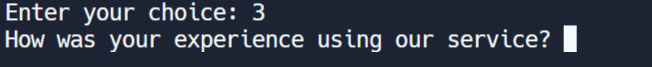 Enter your choice: 3
How was your experience using our service?